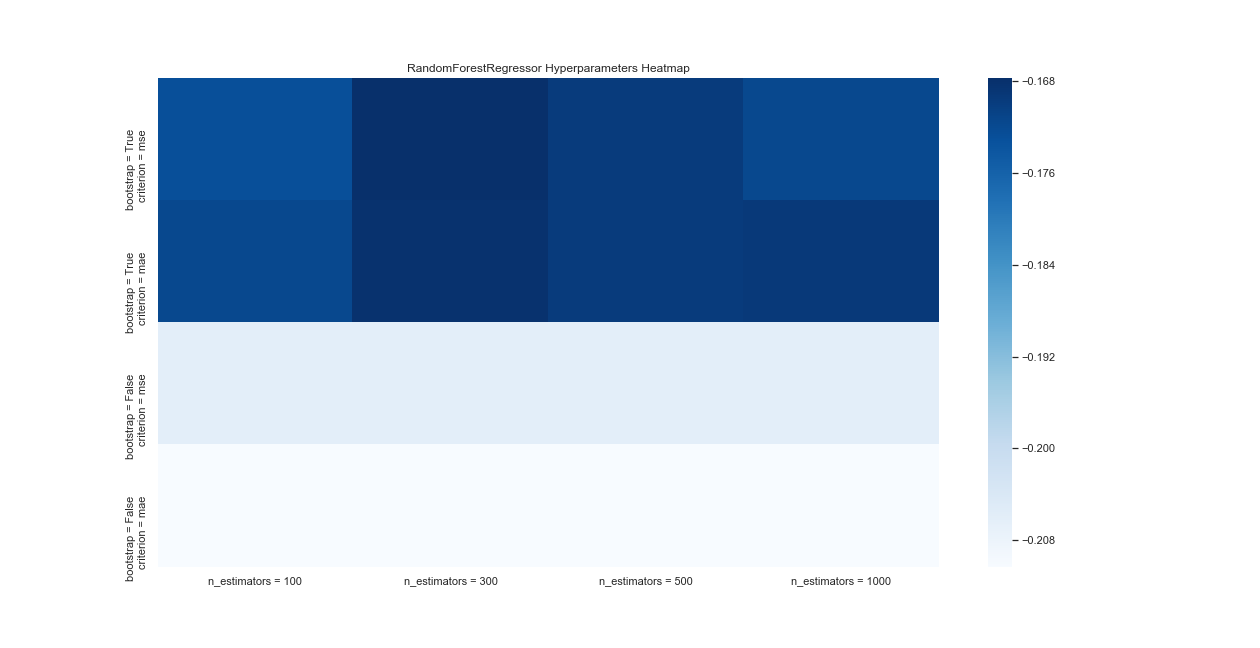 RandomForestRegressor Hyperparameters Heatmap
bootstrap = True
criterion = mse
bootstrap = True
criterion = mae
bootstrap = False
criterion = mse
bootstrap = False
criterion = mae
n_estimators = 100
n_estimators = 300
n_estimators = 500
n_estimators = 1000
−0.168
−0.176
−0.184
−0.192
−0.200
−0.208